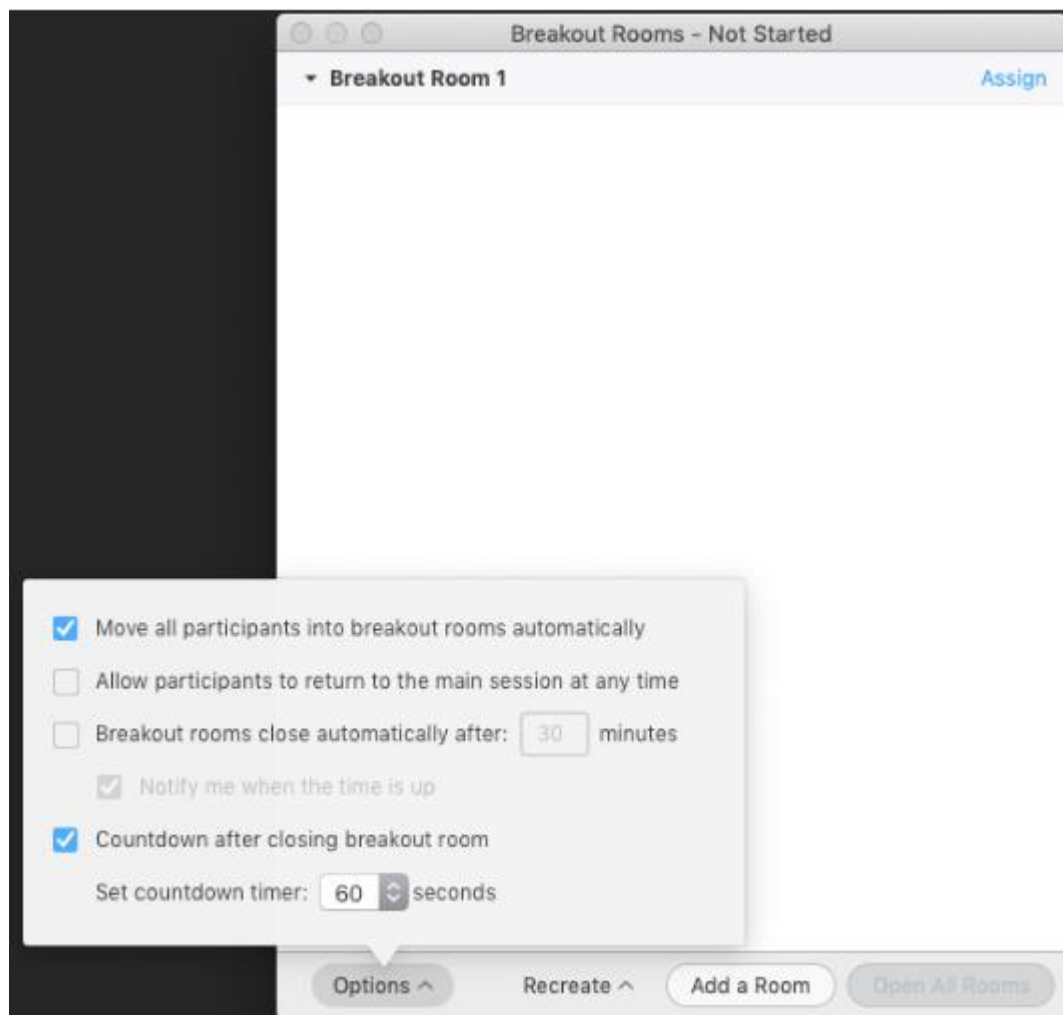 Breakout Rooms - Not Started
Breakout Room 1 Assign
Move all participants into breakout rooms automatically
Allow participants to return to the main session at any time
Breakout rooms close automatically after: 30 minutes
Notify me when the time is up
Countdown after closing breakout room
Set countdown timer: 60 seconds
Options Recreate Add a Room Open All Rooms